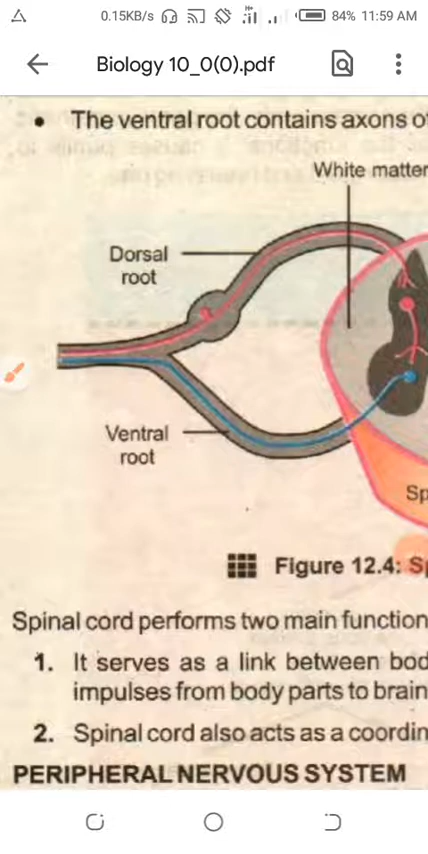 0.15KB/s 84% 11:59 AM
Biology 10_0(0).pdf
• The ventral root contains axons o
White matter
Dorsal
root
Ventral
root
Sp
Figure 12.4: Sp
Spinal cord performs two main function
1. It serves as a link between bod
impulses from body parts to brain
2. Spinal cord also acts as a coordin
PERIPHERAL NERVOUS SYSTEM